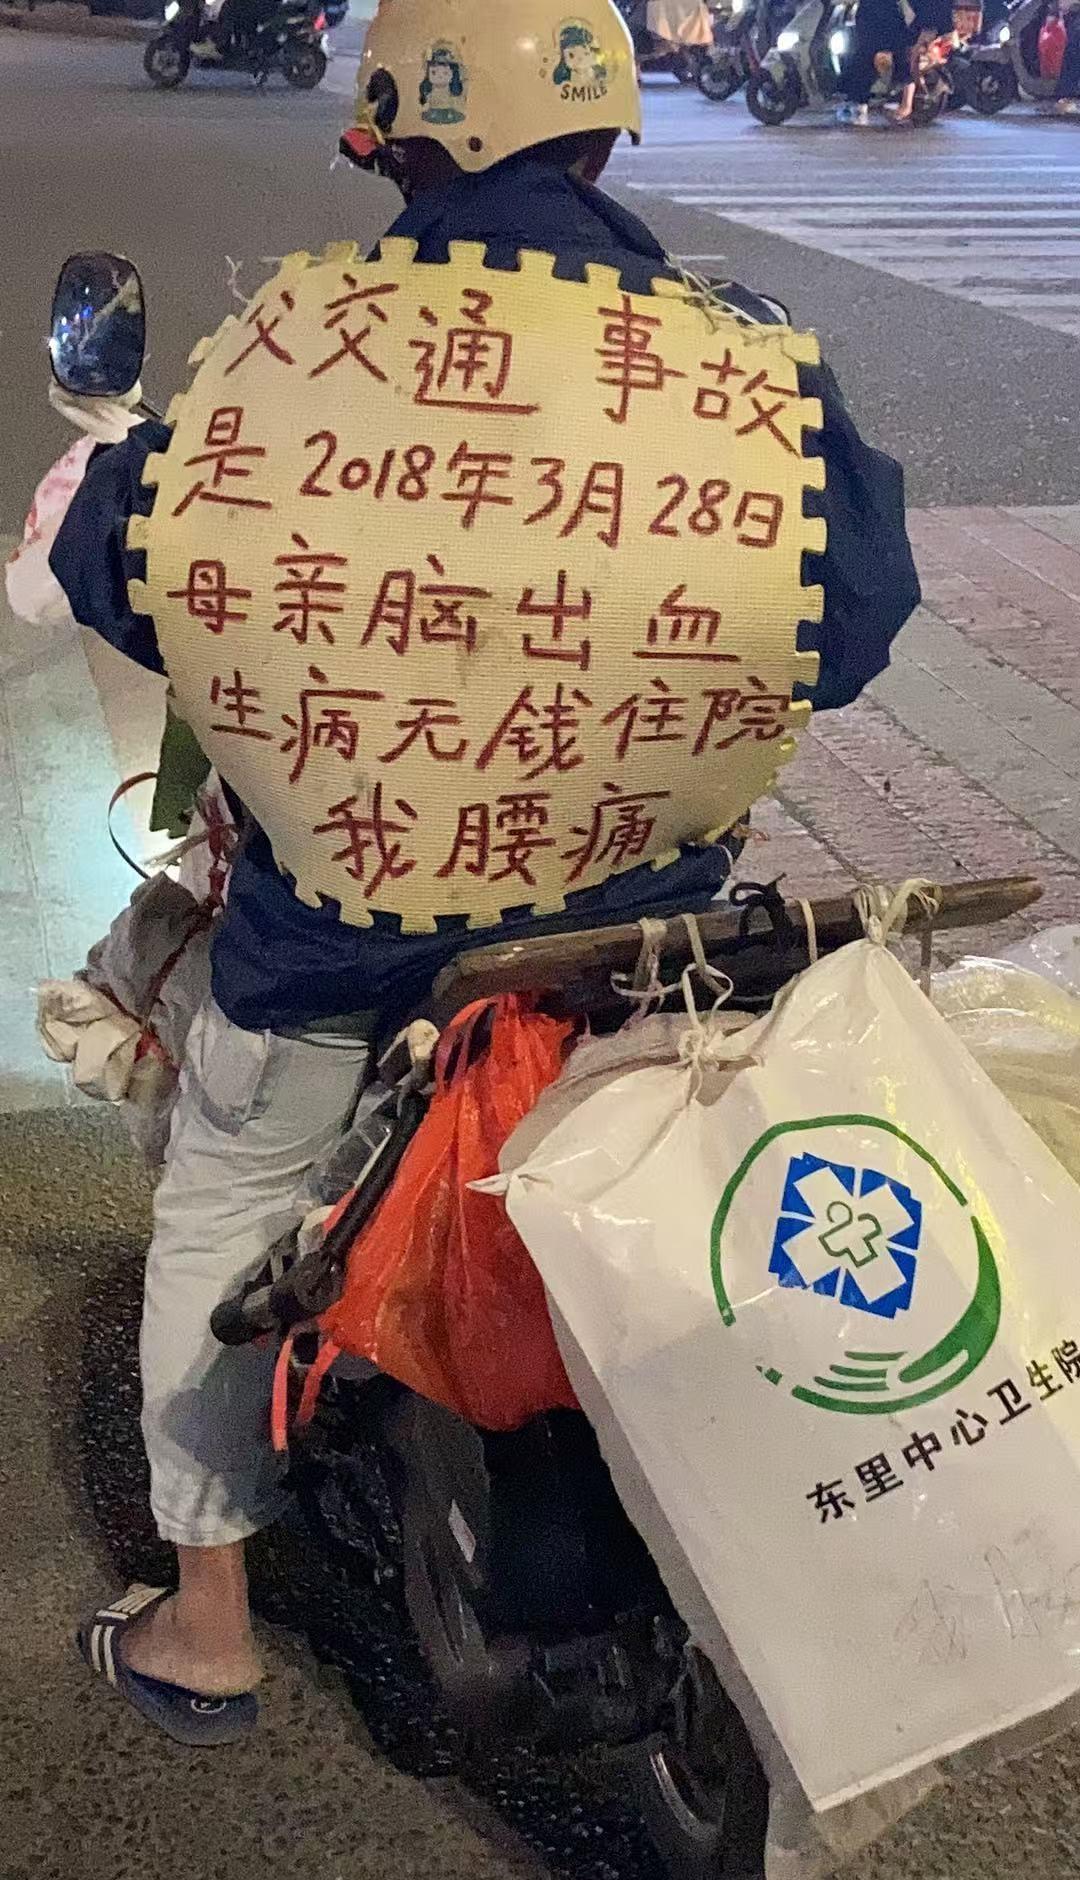 SMILE
父交通 事故
是2018年3月28日
母亲脑出血
生病无钱住院
我腰痛
东里中心卫生院